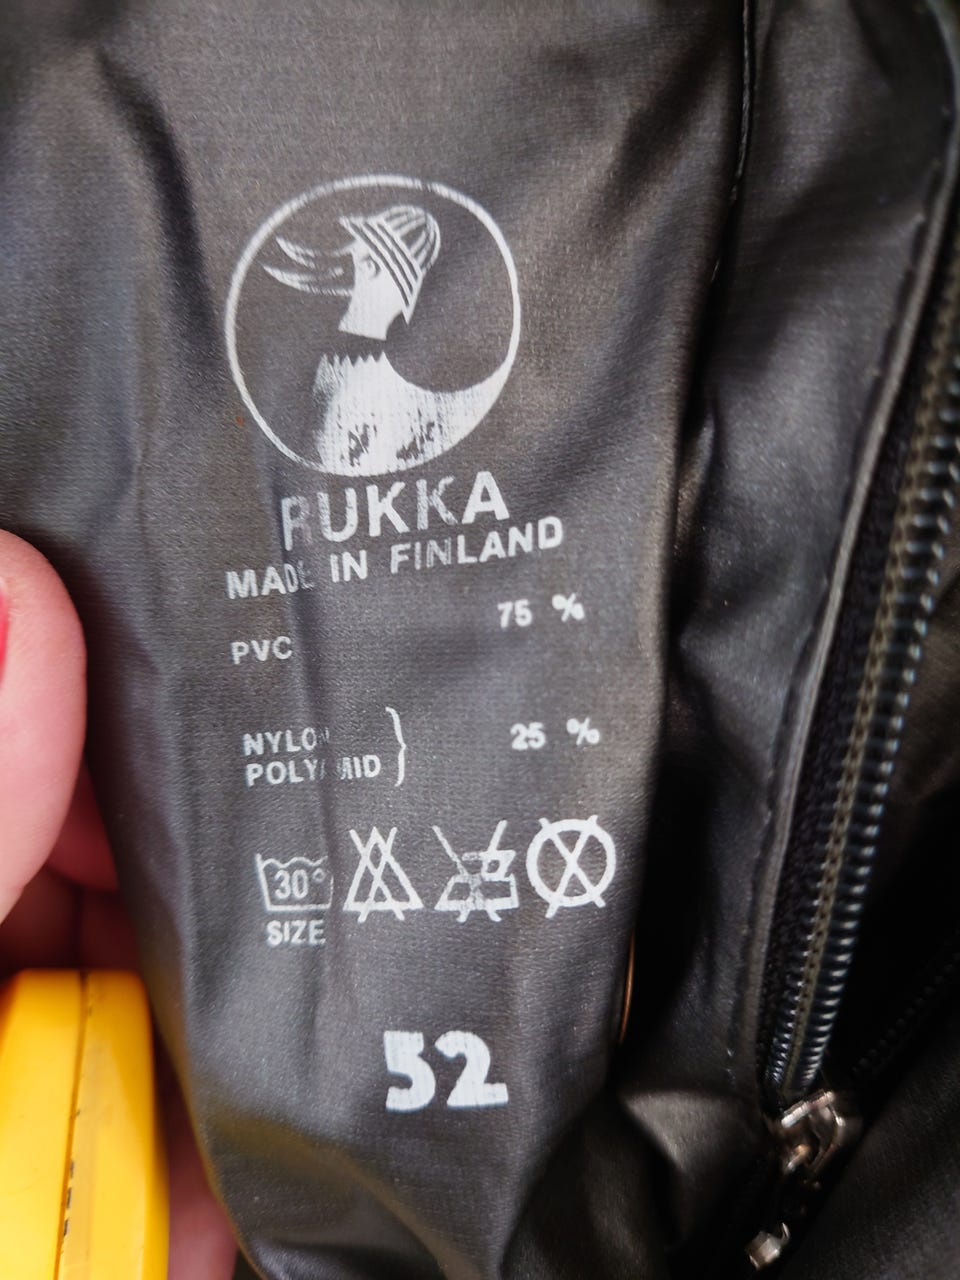 RUKKA
MADE IN FINLAND
75 %
PVC
NYLON
POLYAMID } 25 %
30°
SIZE
52